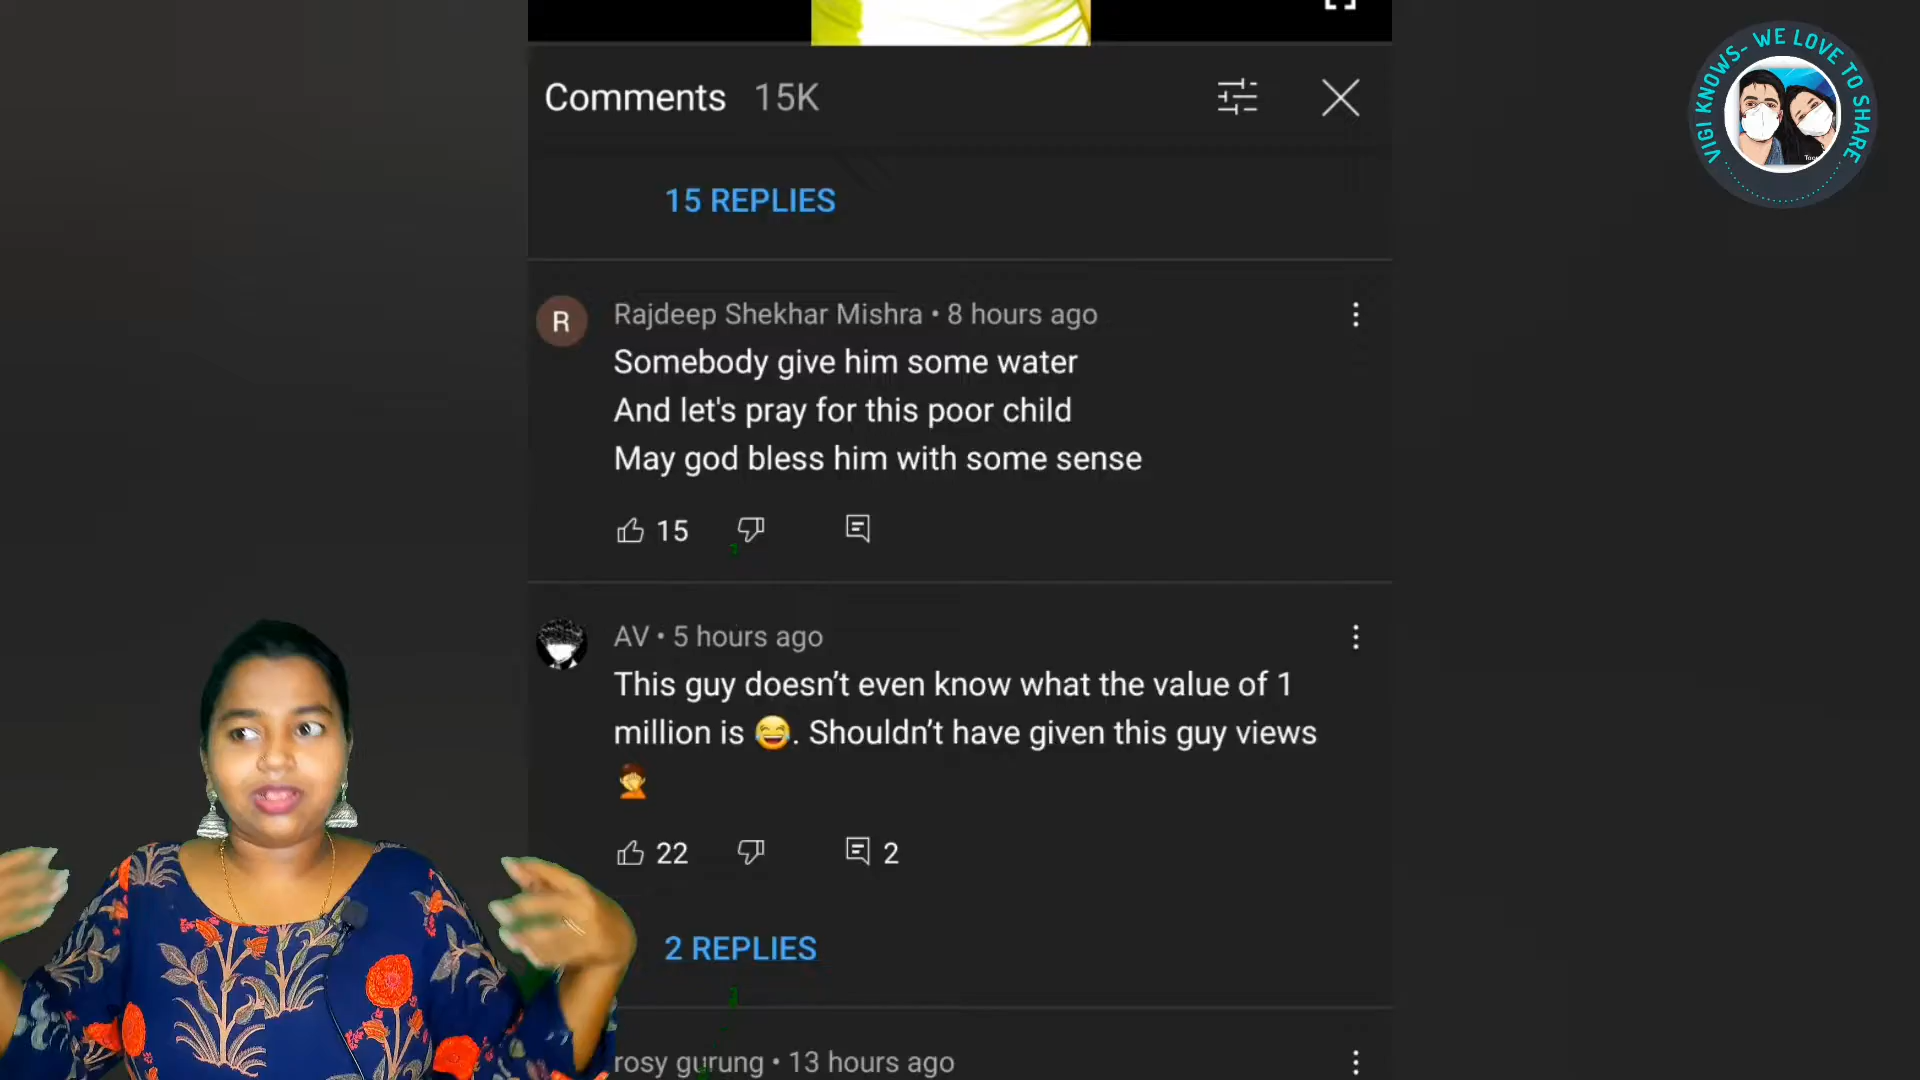 VIGI KNOWS- WE LOVE TO SHARE
Comments 15K
15 REPLIES
R
Rajdeep Shekhar Mishra • 8 hours ago
Somebody give him some water
And let's pray for this poor child
May god bless him with some sense
15
AV • 5 hours ago
This guy doesn’t even know what the value of 1
million is 😂. Shouldn’t have given this guy views
🤦
22 2
2 REPLIES
rosy gurung • 13 hours ago